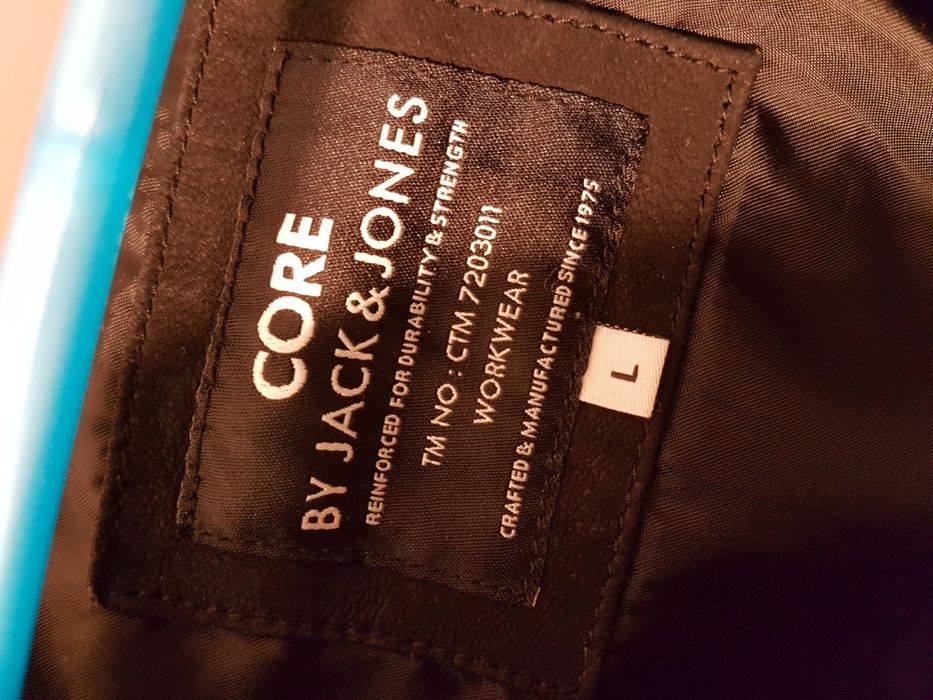 CORE
BY JACK & JONES
REINFORCED FOR DURABILITY & STRENGTH
TM NO : CTM 7203011
WORKWEAR
CRAFTED & MANUFACTURED SINCE 1975
L